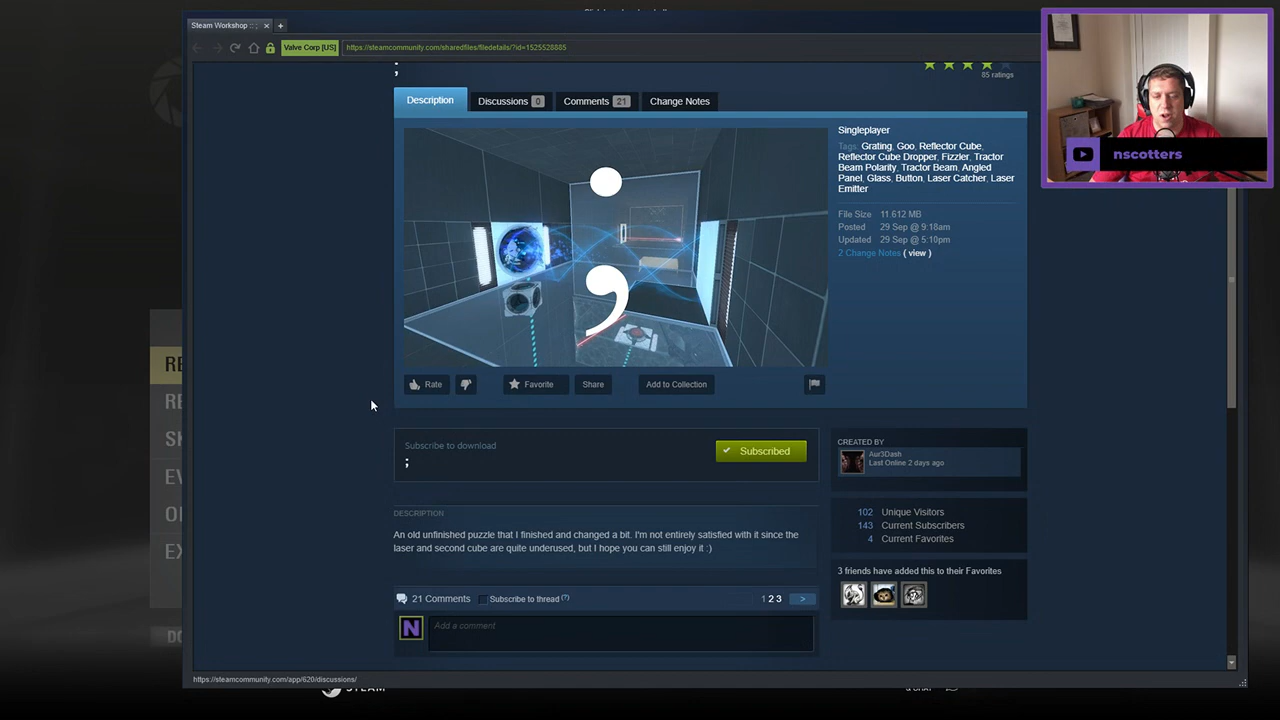 Steam Workshop :: ;
Valve Corp [US]
https://steamcommunity.com/sharedfiles/filedetails/?id=1525528885
;
85 ratings
Description
Discussions 0
Comments 21
Change Notes
;
Singleplayer
Tags: Grating, Goo, Reflector Cube,
Reflector Cube Dropper, Fizzler, Tractor
Beam Polarity, Tractor Beam, Angled
Panel, Glass, Button, Laser Catcher, Laser
Emitter
File Size 11.612 MB
Posted 29 Sep @ 9:18am
Updated 29 Sep @ 5:10pm
2 Change Notes ( view )
Rate
Favorite
Share
Add to Collection
Subscribe to download
;
Subscribed
CREATED BY
Aur3Dash
Last Online 2 days ago
DESCRIPTION
An old unfinished puzzle that I finished and changed a bit. I'm not entirely satisfied with it since the
laser and second cube are quite underused, but I hope you can still enjoy it :)
102 Unique Visitors
143 Current Subscribers
4 Current Favorites
3 friends have added this to their Favorites
21 Comments
Subscribe to thread (?)
1 2 3 >
N
Add a comment
https://steamcommunity.com/app/620/discussions/
STEAM
nscotters